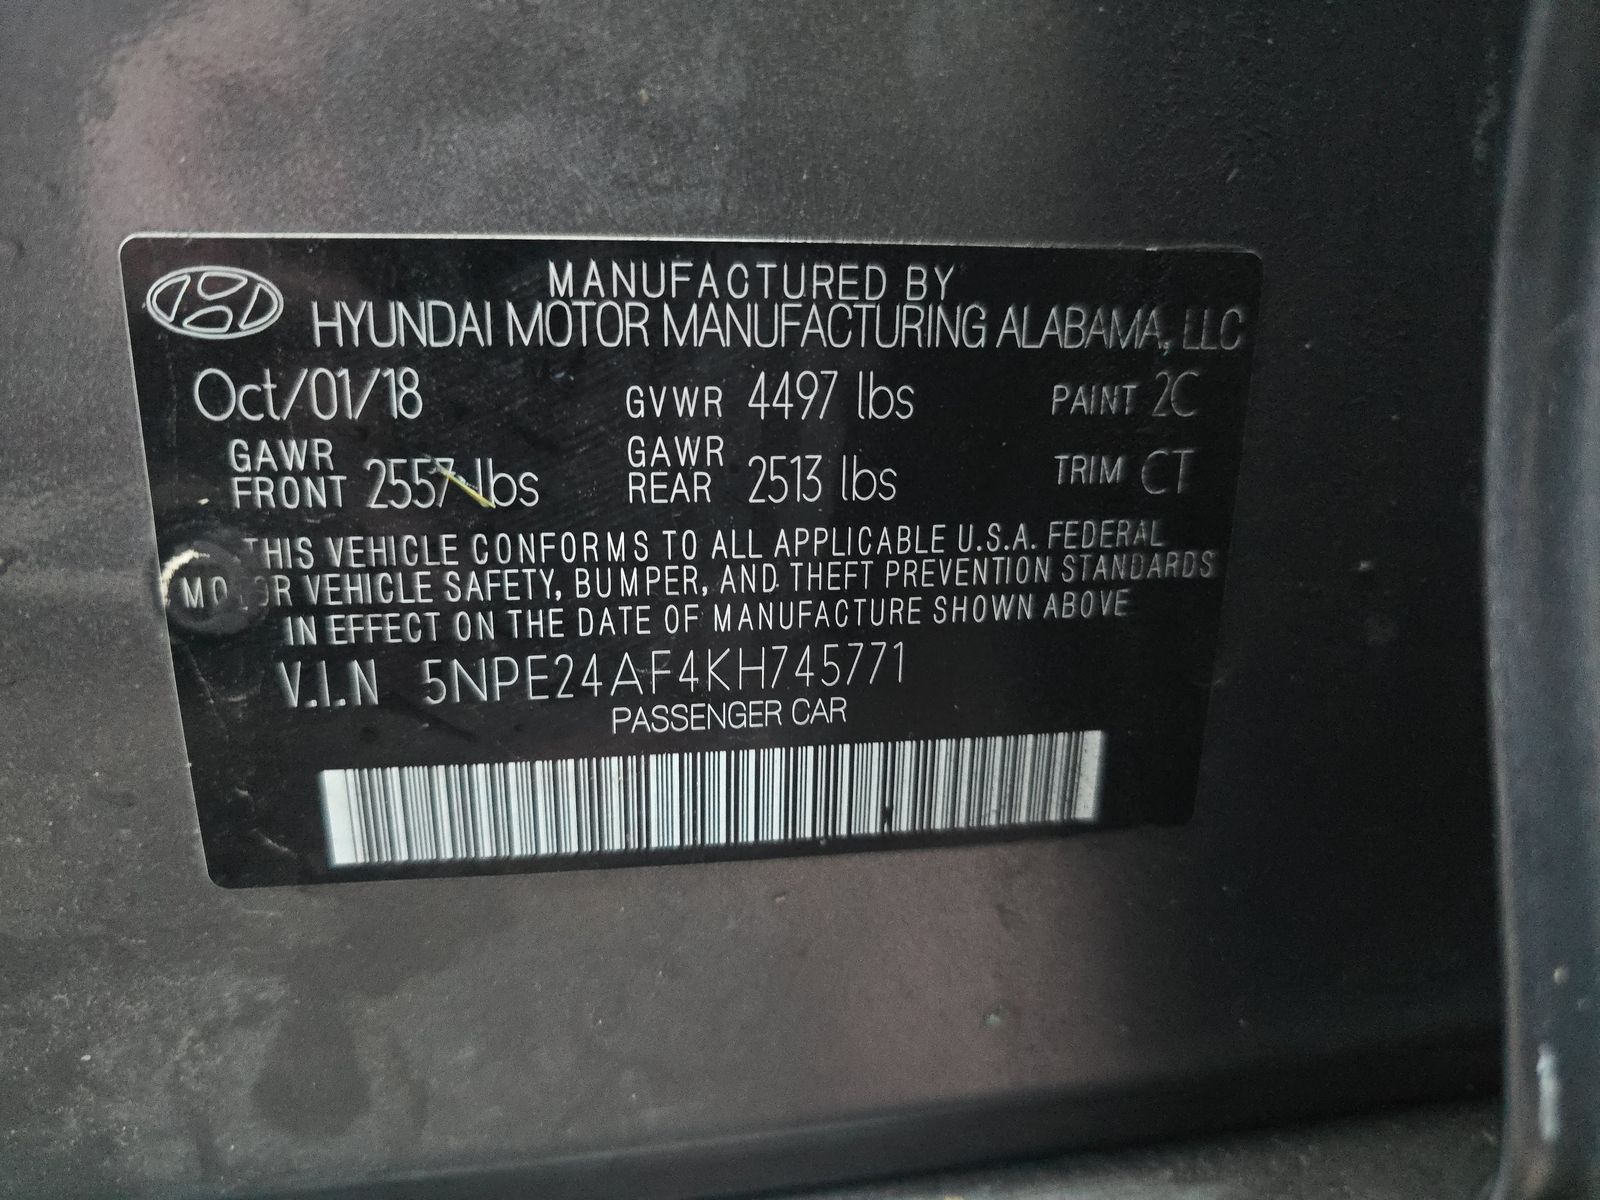 MANUFACTURED BY
HYUNDAI MOTOR MANUFACTURING ALABAMA, LLC
Oct/01/18 GVWR 4497 lbs PAINT 2C
GAWR FRONT 2557 lbs GAWR REAR 2513 lbs TRIM CT
THIS VEHICLE CONFORMS TO ALL APPLICABLE U.S.A. FEDERAL
MOTOR VEHICLE SAFETY, BUMPER, AND THEFT PREVENTION STANDARDS
IN EFFECT ON THE DATE OF MANUFACTURE SHOWN ABOVE
V.I.N 5NPE24AF4KH745771
PASSENGER CAR